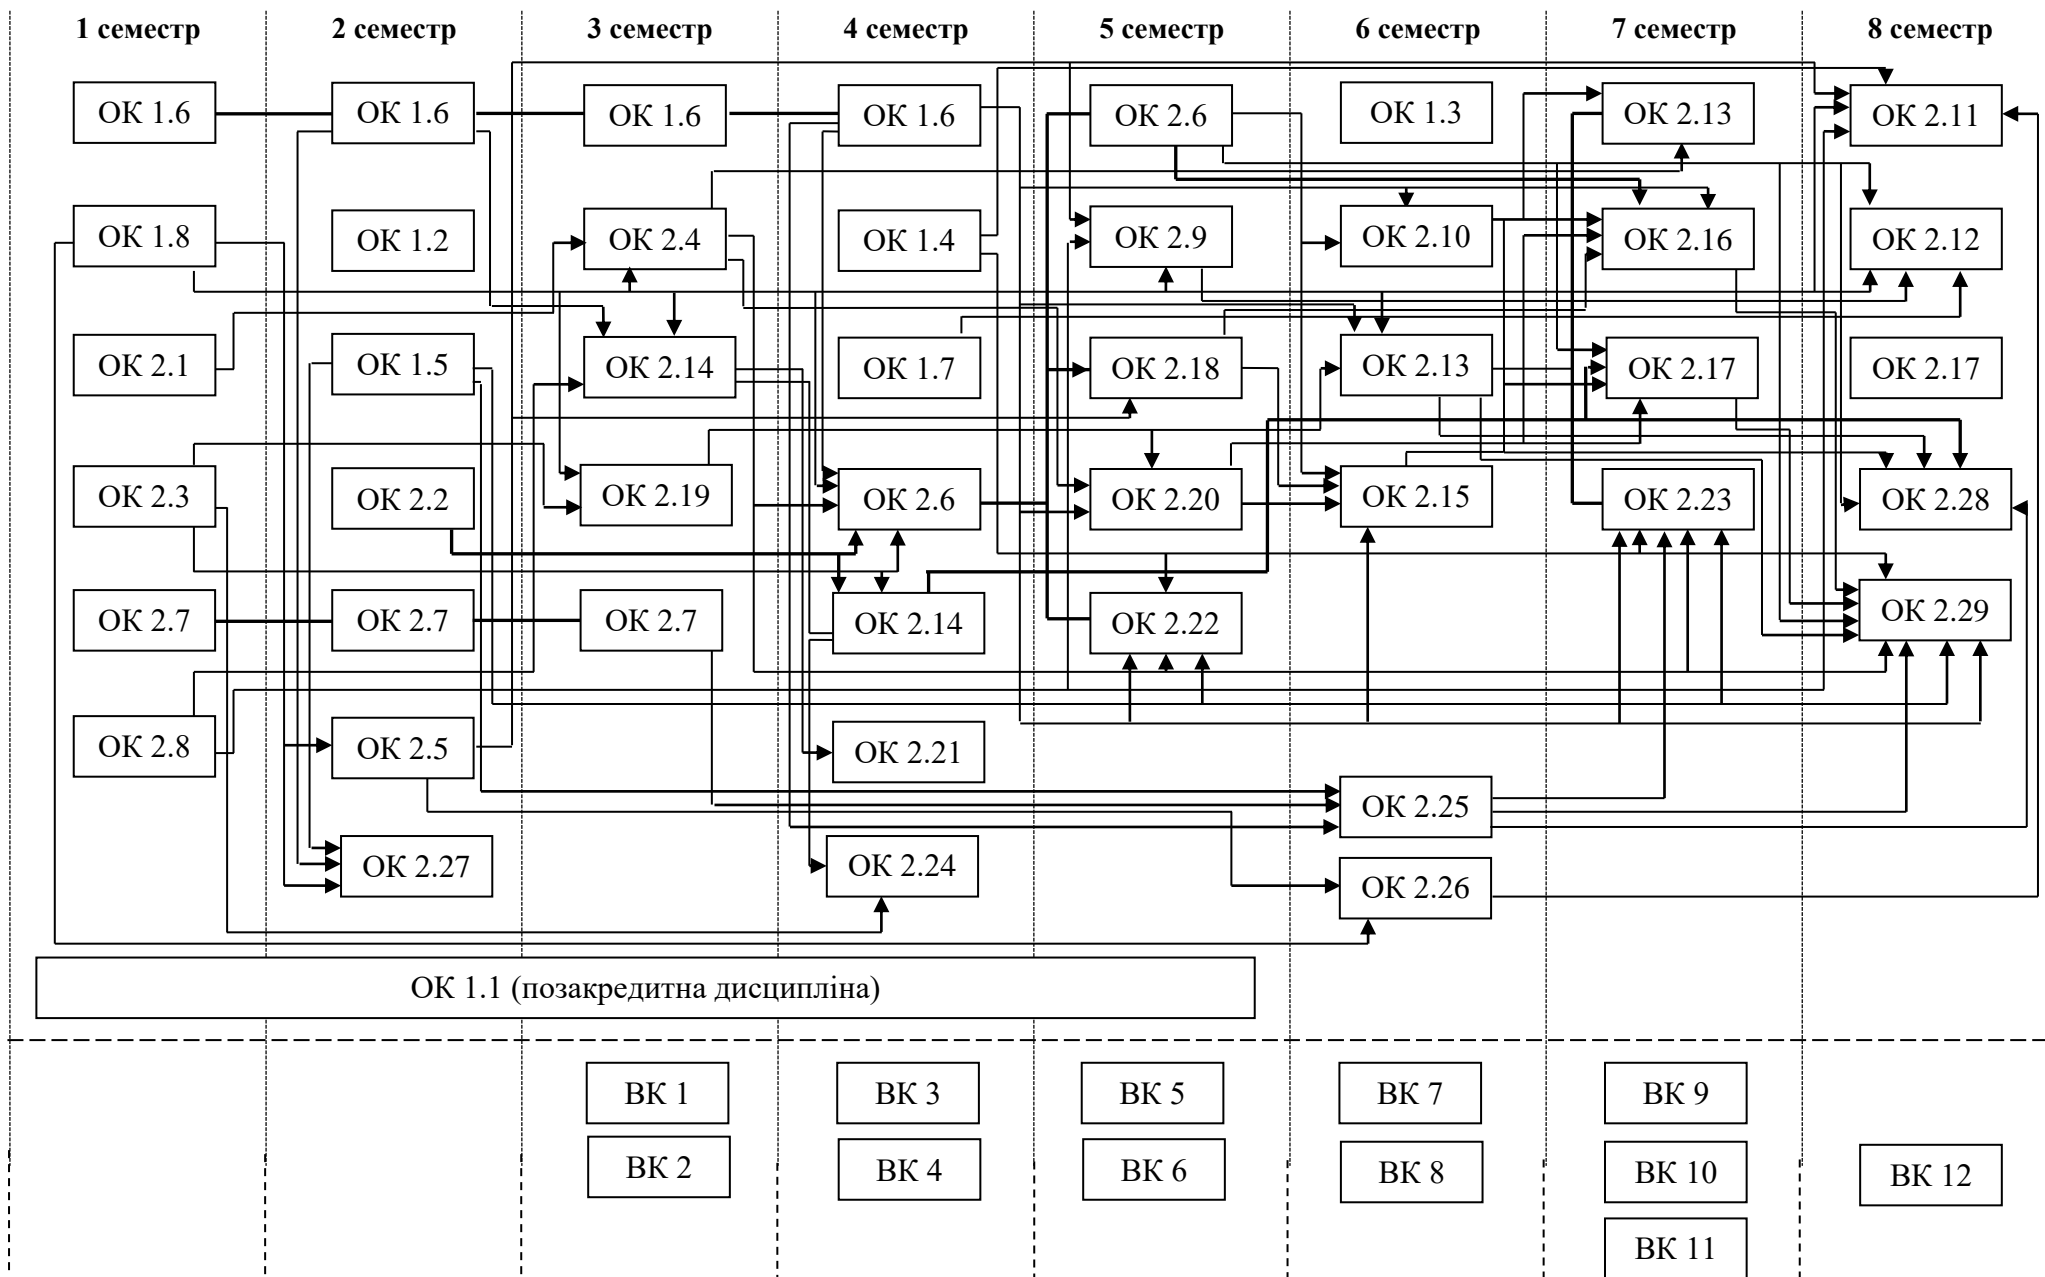 1 семестр
2 семестр
3 семестр
4 семестр
5 семестр
6 семестр
7 семестр
8 семестр
ОК 1.6
ОК 1.6
ОК 1.6
ОК 1.6
ОК 2.6
ОК 1.3
ОК 2.13
ОК 2.11
ОК 1.8
ОК 1.2
ОК 2.4
ОК 1.4
ОК 2.9
ОК 2.10
ОК 2.16
ОК 2.12
ОК 2.1
ОК 1.5
ОК 2.14
ОК 1.7
ОК 2.18
ОК 2.13
ОК 2.17
ОК 2.17
ОК 2.3
ОК 2.2
ОК 2.19
ОК 2.6
ОК 2.20
ОК 2.15
ОК 2.23
ОК 2.28
ОК 2.7
ОК 2.7
ОК 2.7
ОК 2.14
ОК 2.22
ОК 2.29
ОК 2.8
ОК 2.5
ОК 2.21
ОК 2.25
ОК 2.27
ОК 2.24
ОК 2.26
ОК 1.1 (позакредитна дисципліна)
ВК 1
ВК 3
ВК 5
ВК 7
ВК 9
ВК 2
ВК 4
ВК 6
ВК 8
ВК 10
ВК 12
ВК 11